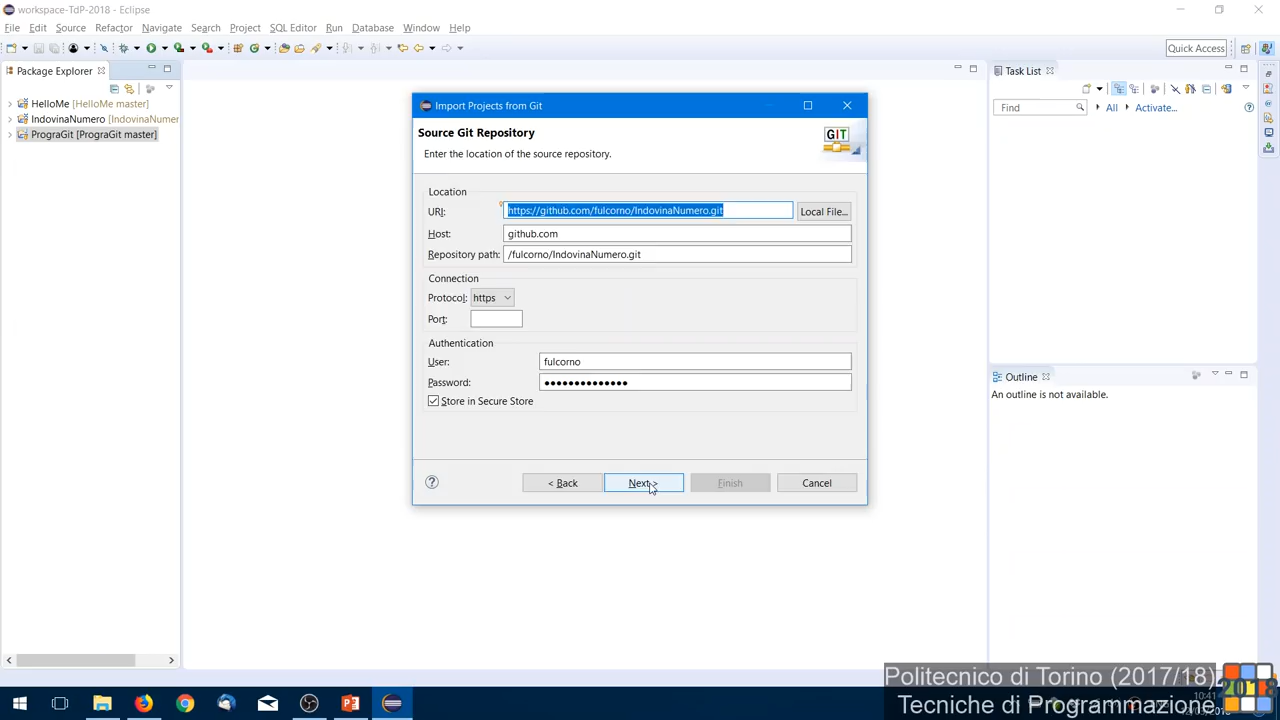 workspace-TdP-2018 - Eclipse
File Edit Source Refactor Navigate Search Project SQL Editor Run Database Window Help
Quick Access
Package Explorer
HelloMe [HelloMe master]
IndovinaNumero [IndovinaNumer
PrograGit [PrograGit master]
Import Projects from Git
Source Git Repository
Enter the location of the source repository.
GIT
Location
URI: https://github.com/fulcorno/IndovinaNumero.git Local File...
Host: github.com
Repository path: /fulcorno/IndovinaNumero.git
Connection
Protocol: https
Port:
Authentication
User: fulcorno
Password: ●●●●●●●●●●●●●●
Store in Secure Store
? < Back Next > Finish Cancel
Task List
Find All Activate...
Outline
An outline is not available.
Politecnico di Torino (2017/18)
Tecniche di Programmazione
2018
10:41